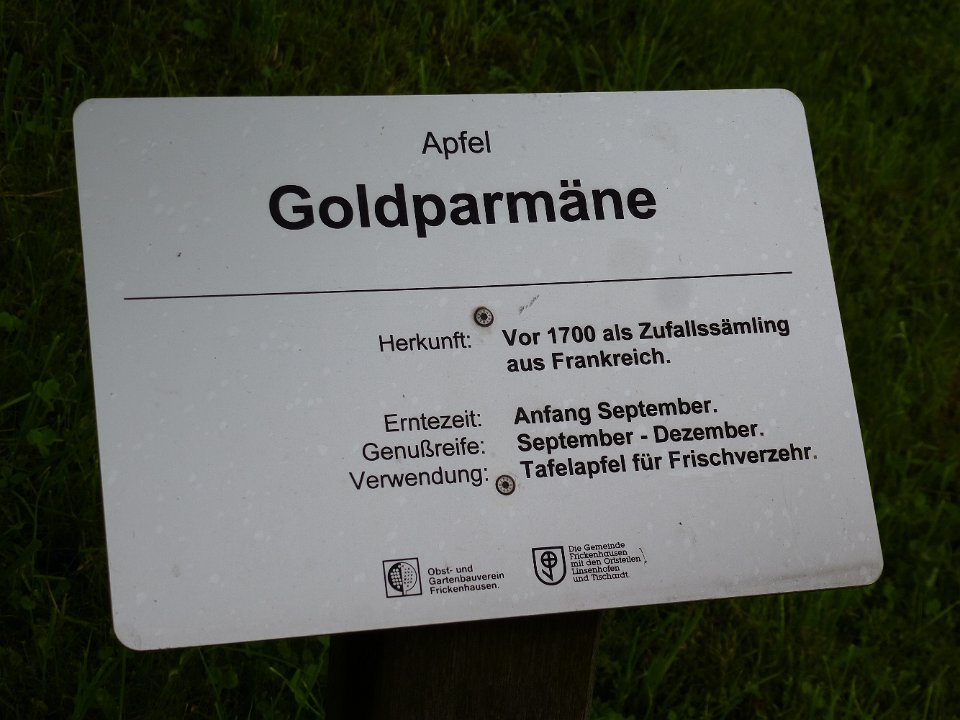 Apfel
Goldparmäne
Herkunft: Vor 1700 als Zufallssämling
aus Frankreich.
Erntezeit: Anfang September.
Genußreife: September - Dezember.
Verwendung: Tafelapfel für Frischverzehr.
Obst- und
Gartenbauverein
Frickenhausen.
Die Gemeinde
Frickenhausen
mit den Ortsteilen
Linsenhofen
und Tischardt.